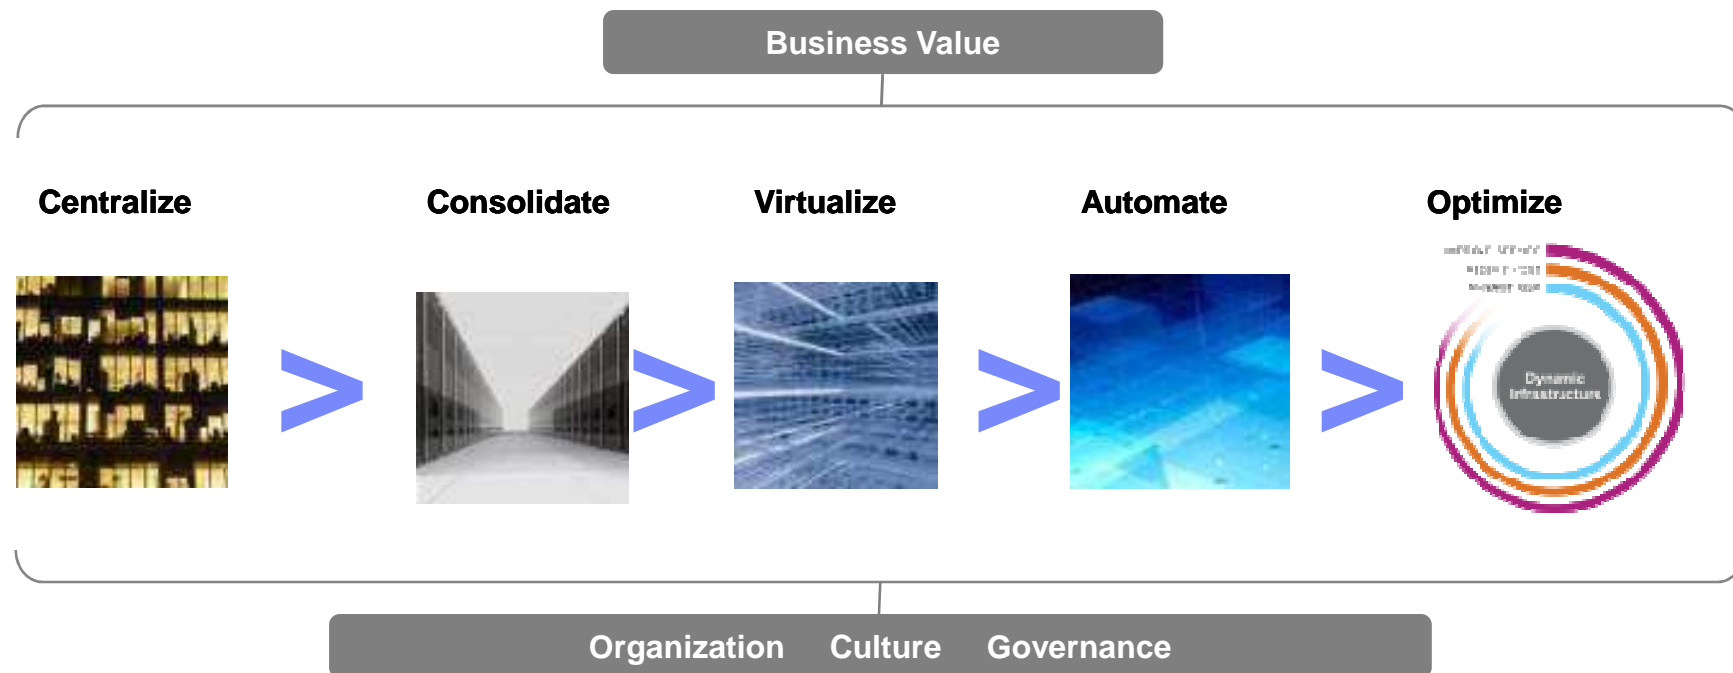 Business Value
Centralize
Consolidate
Virtualize
Automate
Optimize
>
>
>
>
Dynamic
Infrastructure
Organization Culture Governance